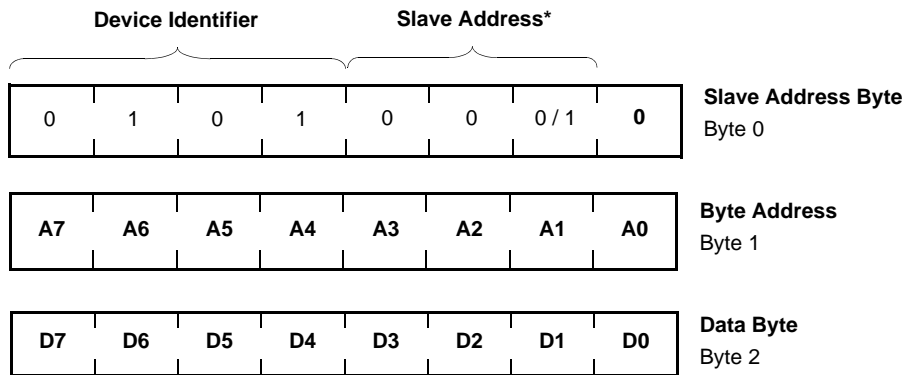 Device Identifier Slave Address*
0 1 0 1 0 0 0 / 1 0
Slave Address Byte
Byte 0
A7 A6 A5 A4 A3 A2 A1 A0
Byte Address
Byte 1
D7 D6 D5 D4 D3 D2 D1 D0
Data Byte
Byte 2